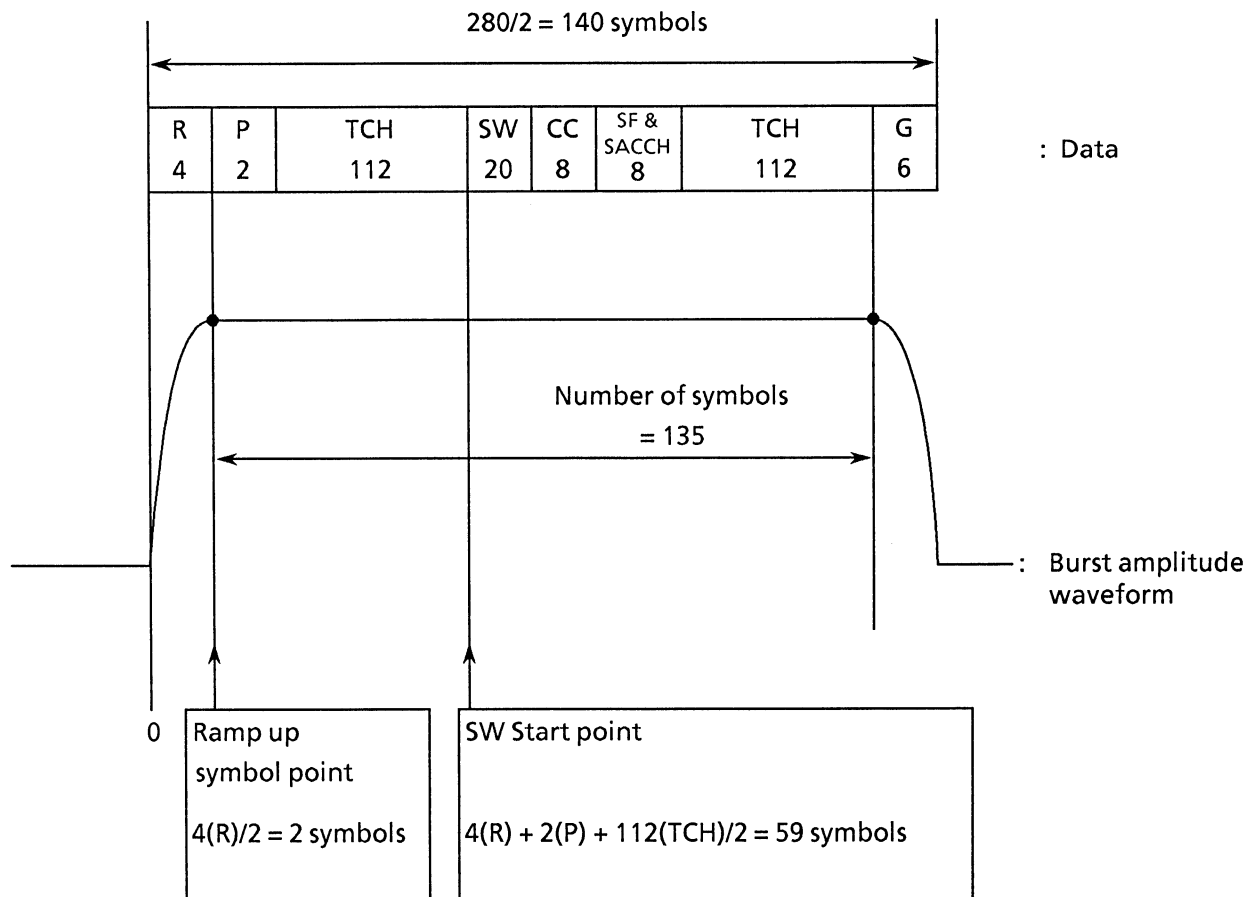 280/2 = 140 symbols
R P TCH SW CC SF & SACCH TCH G
4 2 112 20 8 8 112 6
: Data
Number of symbols
= 135
: Burst amplitude
waveform
0
Ramp up
symbol point
4(R)/2 = 2 symbols
SW Start point
4(R) + 2(P) + 112(TCH)/2 = 59 symbols